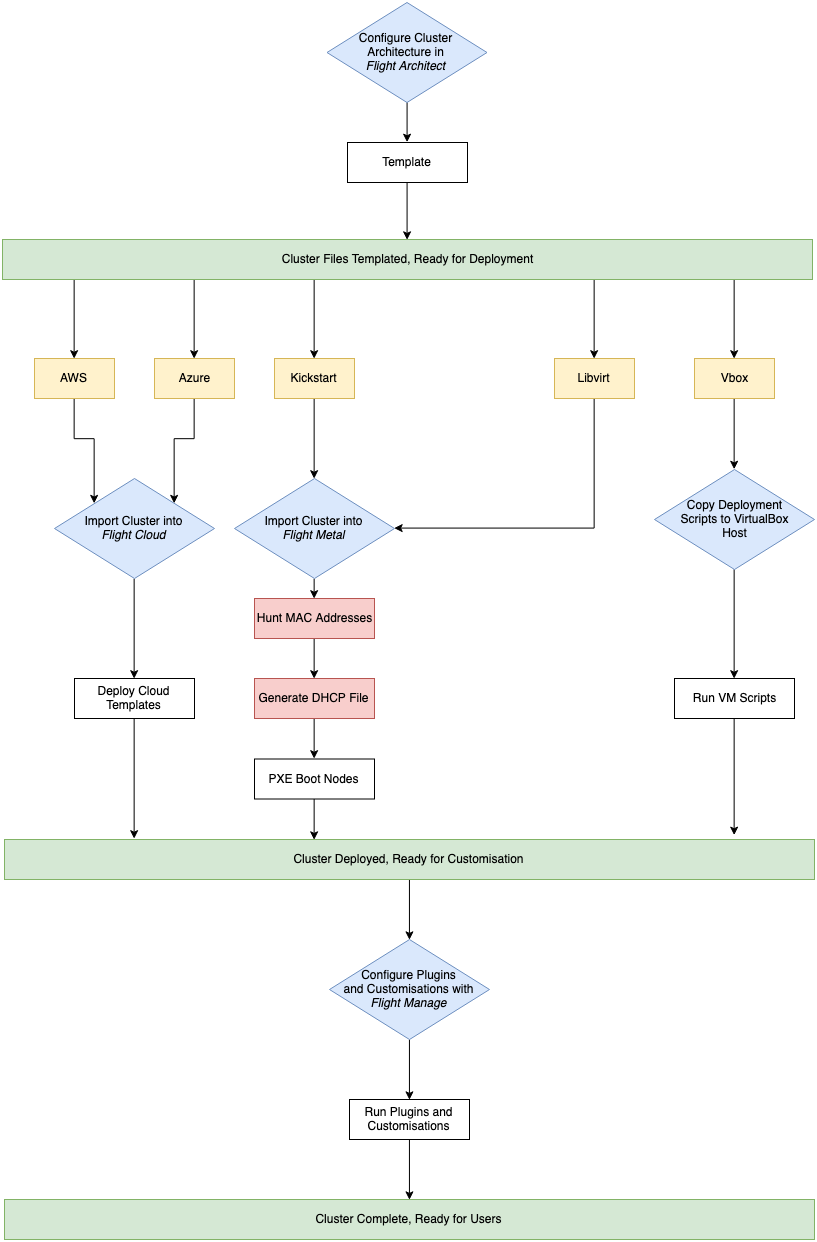 Configure Cluster
Architecture in
Flight Architect
Template
Cluster Files Templated, Ready for Deployment
AWS
Azure
Kickstart
Libvirt
Vbox
Import Cluster into
Flight Cloud
Import Cluster into
Flight Metal
Copy Deployment
Scripts to VirtualBox
Host
Hunt MAC Addresses
Deploy Cloud
Templates
Generate DHCP File
Run VM Scripts
PXE Boot Nodes
Cluster Deployed, Ready for Customisation
Configure Plugins
and Customisations with
Flight Manage
Run Plugins and
Customisations
Cluster Complete, Ready for Users